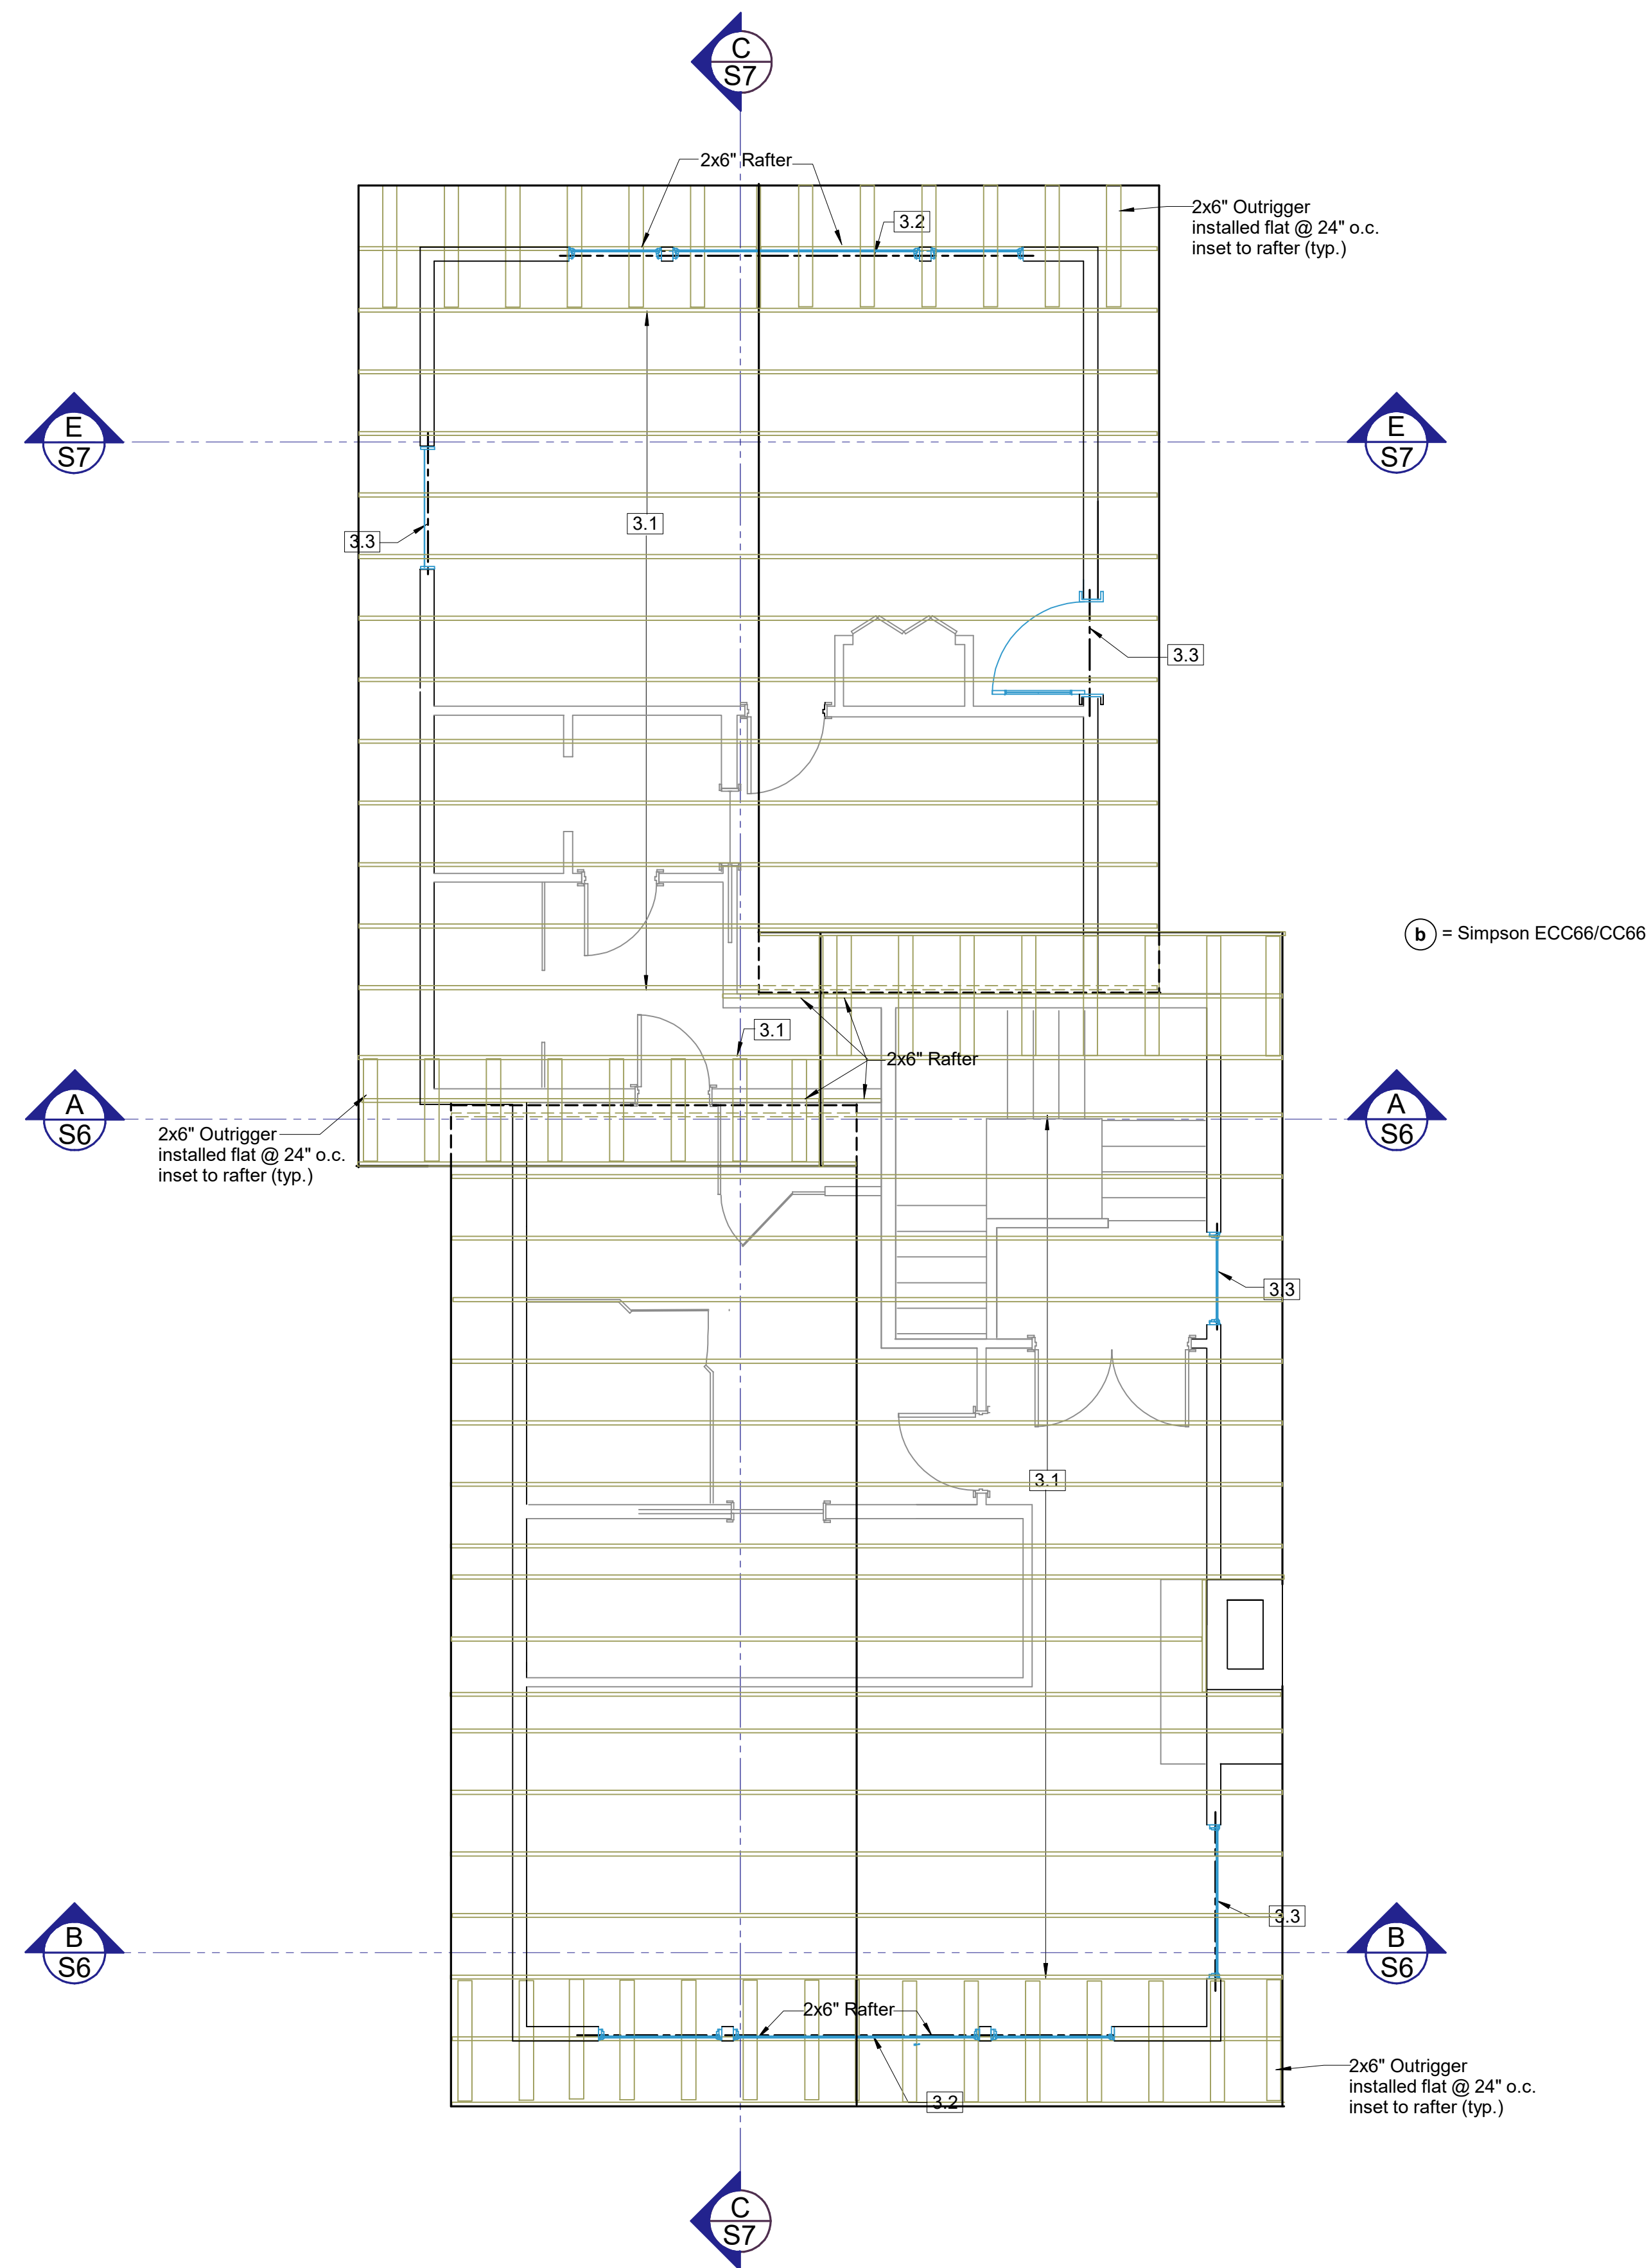 C
S7
2x6" Rafter
3.2
2x6" Outrigger
installed flat @ 24" o.c.
inset to rafter (typ.)
E
S7
E
S7
3.1
3.3
3.3
b = Simpson ECC66/CC66
3.1
2x6" Rafter
A
S6
A
S6
2x6" Outrigger
installed flat @ 24" o.c.
inset to rafter (typ.)
3.3
3.1
3.3
B
S6
B
S6
2x6" Rafter
2x6" Outrigger
installed flat @ 24" o.c.
inset to rafter (typ.)
3.2
C
S7